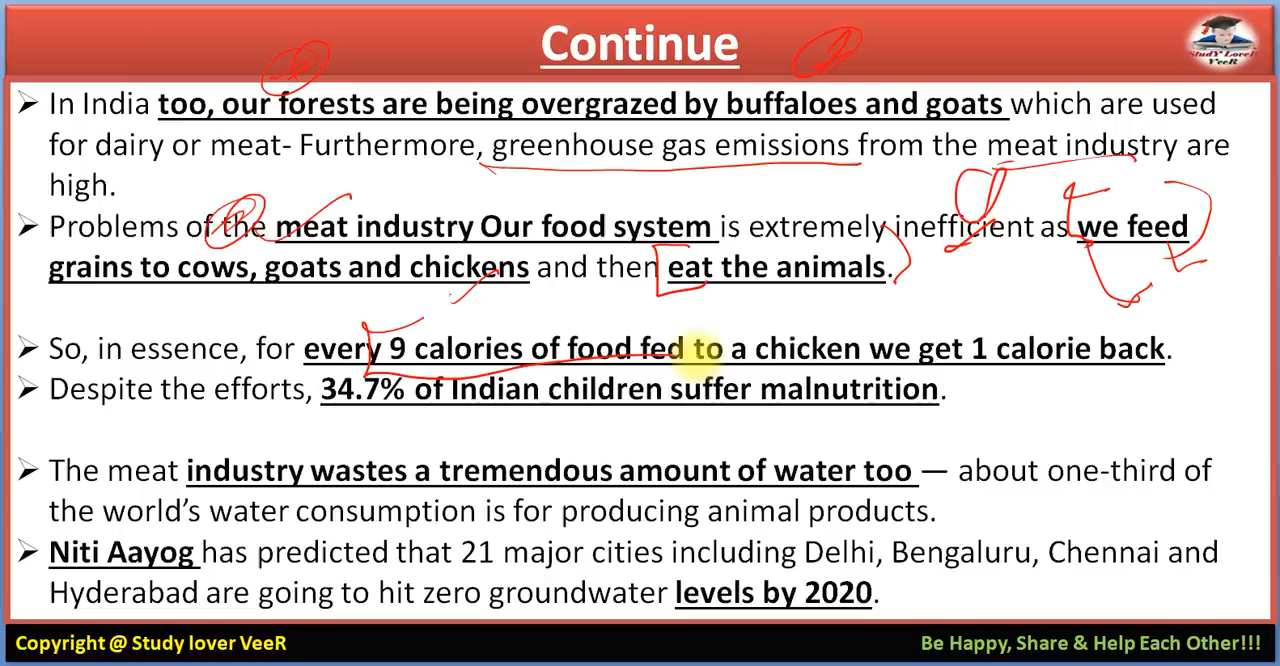 Continue
StudY LoveR
VeeR
➢ In India too, our forests are being overgrazed by buffaloes and goats which are used
for dairy or meat- Furthermore, greenhouse gas emissions from the meat industry are
high.
➢ Problems of the meat industry Our food system is extremely inefficient as we feed
grains to cows, goats and chickens and then eat the animals.
➢ So, in essence, for every 9 calories of food fed to a chicken we get 1 calorie back.
➢ Despite the efforts, 34.7% of Indian children suffer malnutrition.
➢ The meat industry wastes a tremendous amount of water too — about one-third of
the world’s water consumption is for producing animal products.
➢ Niti Aayog has predicted that 21 major cities including Delhi, Bengaluru, Chennai and
Hyderabad are going to hit zero groundwater levels by 2020.
Copyright @ Study lover VeeR
Be Happy, Share & Help Each Other!!!